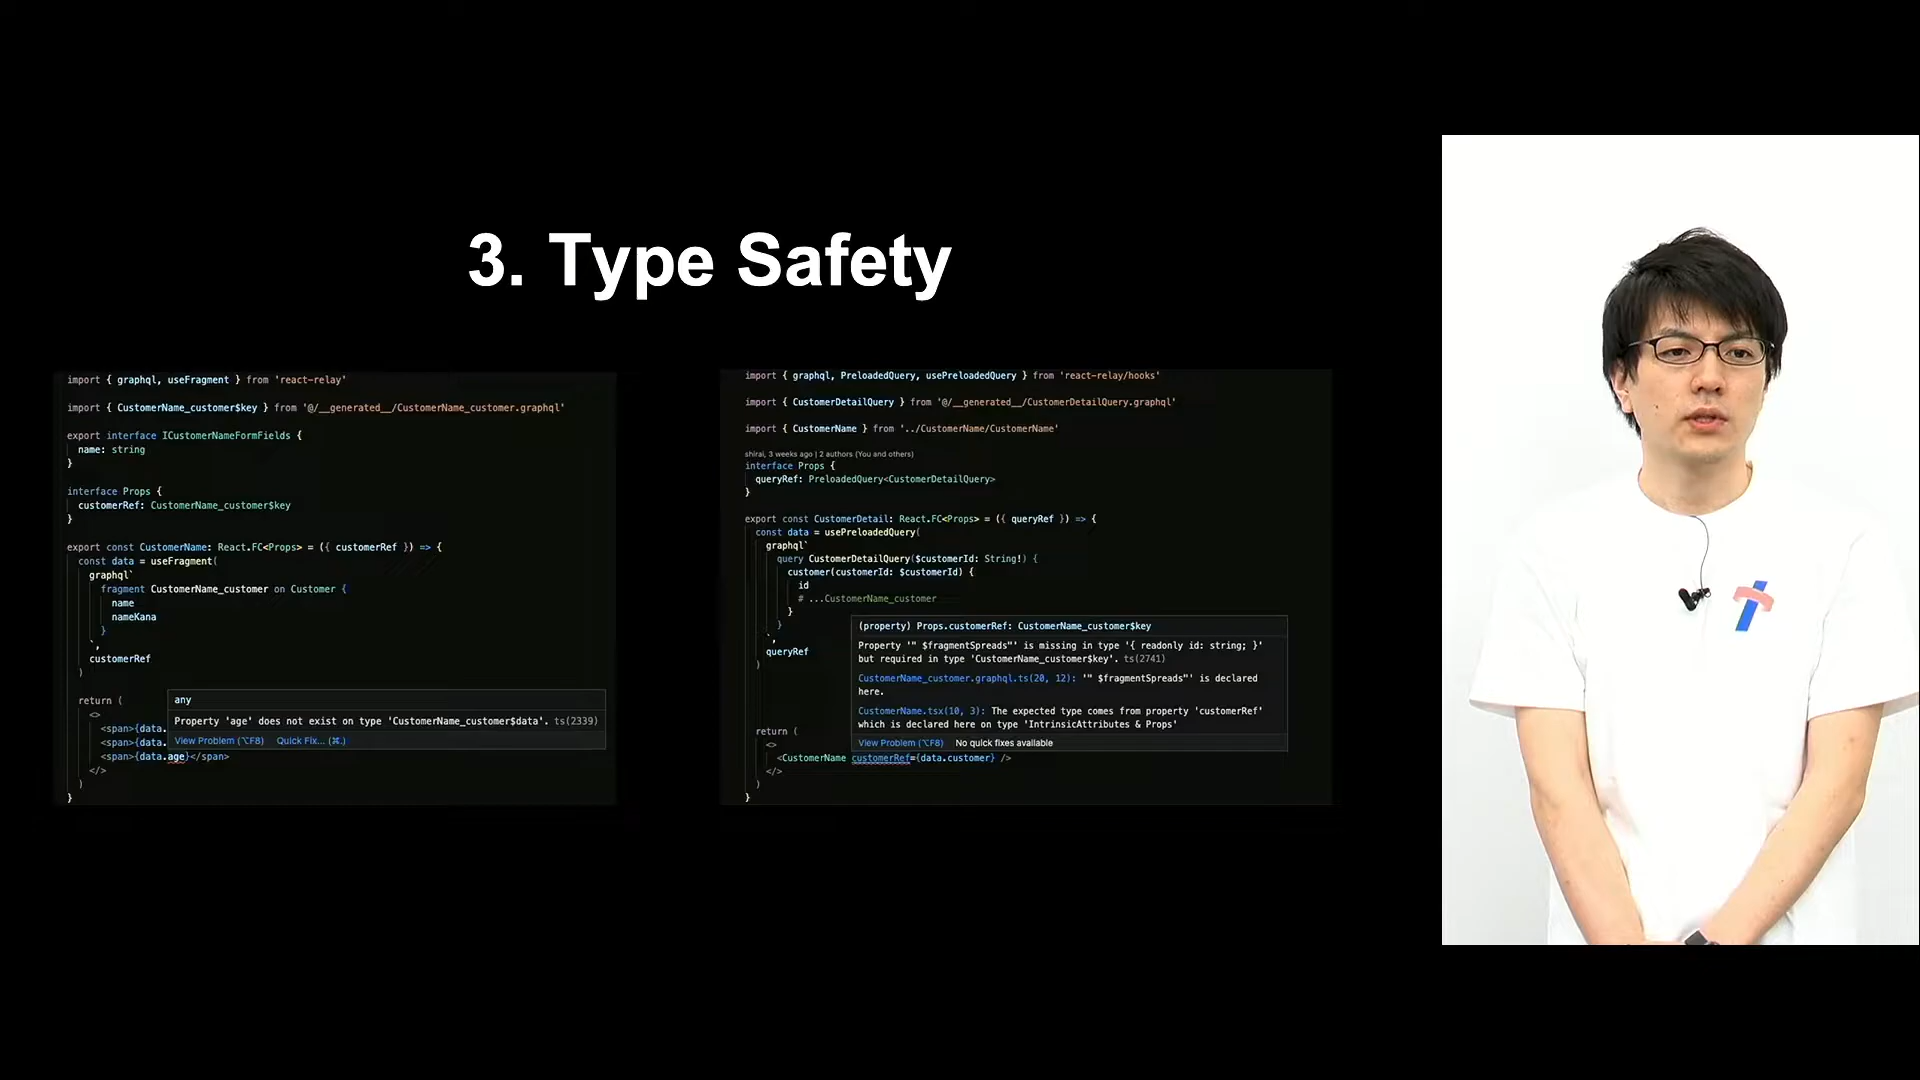 3. Type Safety
import { graphql, useFragment } from 'react-relay'
import { CustomerName_customer$key } from '@/__generated__/CustomerName_customer.graphql'
export interface ICustomerNameFormFields {
name: string
}
interface Props {
customerRef: CustomerName_customer$key
}
export const CustomerName: React.FC<Props> = ({ customerRef }) => {
const data = useFragment(
graphql`
fragment CustomerName_customer on Customer {
name
nameKana
}
`,
customerRef
)
return (
<>
<span>{data.
<span>{data.
<span>{data.age}</span>
</>
)
}
any
Property 'age' does not exist on type 'CustomerName_customer$data'. ts(2339)
View Problem (⌥F8) Quick Fix... (⌘.)
import { graphql, PreloadedQuery, usePreloadedQuery } from 'react-relay/hooks'
import { CustomerDetailQuery } from '@/__generated__/CustomerDetailQuery.graphql'
import { CustomerName } from '../CustomerName/CustomerName'
shirai, 3 weeks ago | 2 authors (You and others)
interface Props {
queryRef: PreloadedQuery<CustomerDetailQuery>
}
export const CustomerDetail: React.FC<Props> = ({ queryRef }) => {
const data = usePreloadedQuery(
graphql`
query CustomerDetailQuery($customerId: String!) {
customer(customerId: $customerId) {
id
# ...CustomerName_customer
}
}
`,
queryRef
)
return (
<>
<CustomerName customerRef={data.customer} />
</>
)
}
(property) Props.customerRef: CustomerName_customer$key
Property '" $fragmentSpreads"' is missing in type '{ readonly id: string; }'
but required in type 'CustomerName_customer$key'. ts(2741)
CustomerName_customer.graphql.ts(20, 12): '" $fragmentSpreads"' is declared
here.
CustomerName.tsx(10, 3): The expected type comes from property 'customerRef'
which is declared here on type 'IntrinsicAttributes & Props'
View Problem (⌥F8) No quick fixes available